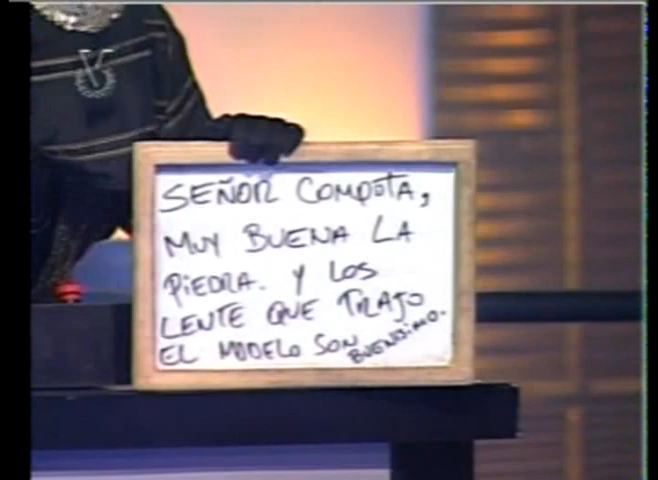 SEÑOR COMPOTA,
MUY BUENA LA
PIEDRA. Y LOS
LENTE QUE TRAJO
EL MODELO SON BUENISIMO.